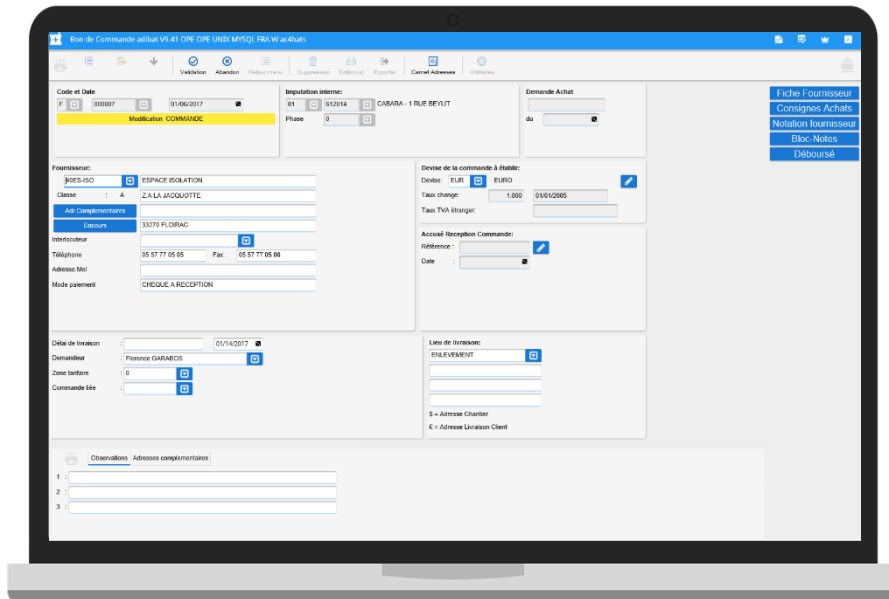 Bon de Commande adibat V9.41 OPE OPE UNIX MYSQL FRA W ac4hats
Validation Abandon Retour menu Suppression Edition(s) Exporter Carnet Adresses Utilitaires
Code et Date
F 000007 01/06/2017
Modification COMMANDE
Imputation interne:
01 612014 CABARA - 1 RUE BEYLIT
Phase 0
Demande Achat
du
Fiche Fournisseur
Consignes Achats
Notation fournisseur
Bloc-Notes
Déboursé
Fournisseur:
40ES-ISO ESPACE ISOLATION
Classe : A Z.A LA JACQUOTTE
Adr.Complementaires
Encours 33270 FLOIRAC
Interlocuteur
Téléphone 05 57 77 05 05 Fax: 05 57 77 05 06
Adresse Mel
Mode paiement CHEQUE A RECEPTION
Devise de la commande à établir:
Devise: EUR EURO
Taux change: 1.000 01/01/2005
Taux TVA étranger:
Accusé Reception Commande:
Référence :
Date :
Délai de livraison : 01/14/2017
Demandeur : Florence GARABOS
Zone tarifaire : 0
Commande liée :
Lieu de livraison:
ENLEVEMENT
$ = Adresse Chantier
€ = Adresse Livraison Client
Observations Adresses complementaires
1 :
2 :
3 :